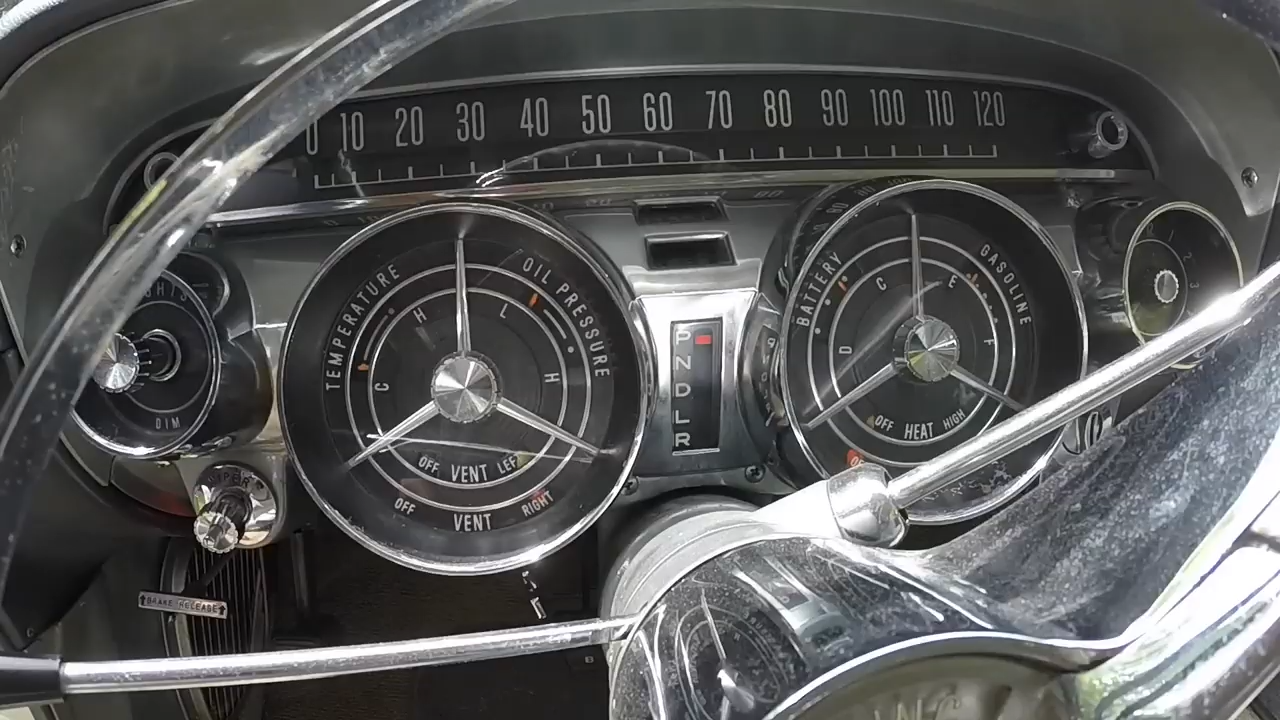 0 10 20 30 40 50 60 70 80 90 100 110 120
TEMPERATURE
OIL PRESSURE
H L
C H
OFF VENT LEFT
OFF VENT RIGHT
P
N
D
L
R
BATTERY
GASOLINE
C E
D F
OFF HEAT HIGH
DIM
BRAKE RELEASE